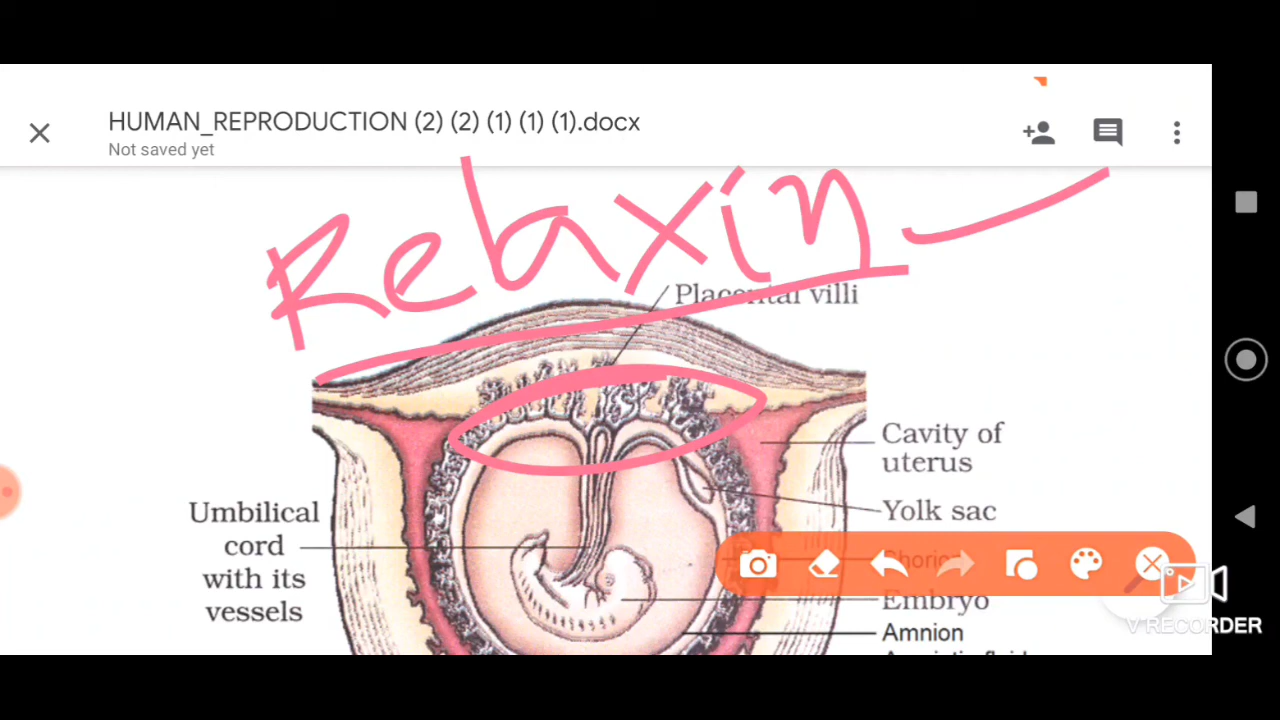 HUMAN_REPRODUCTION (2) (2) (1) (1) (1).docx
Not saved yet
Relaxin
Placental villi
Cavity of
uterus
Yolk sac
Umbilical
cord
with its
vessels
Embryo
Amnion
V RECORDER